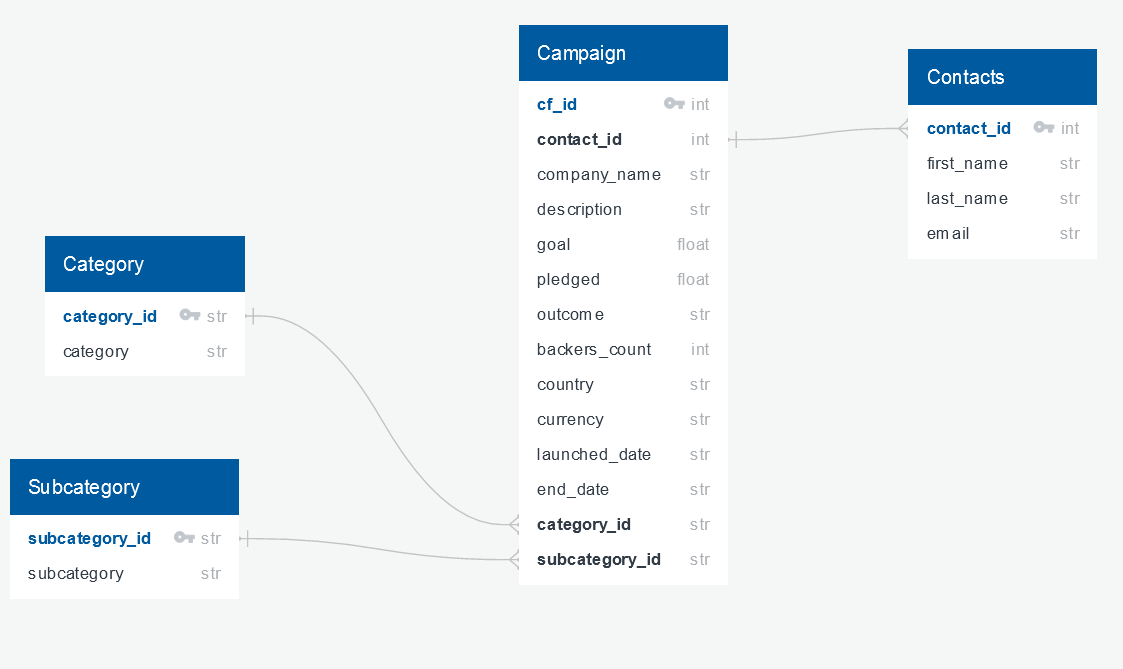 Campaign
cf_id int
contact_id int
company_name str
description str
goal float
pledged float
outcome str
backers_count int
country str
currency str
launched_date str
end_date str
category_id str
subcategory_id str
Contacts
contact_id int
first_name str
last_name str
email str
Category
category_id str
category str
Subcategory
subcategory_id str
subcategory str